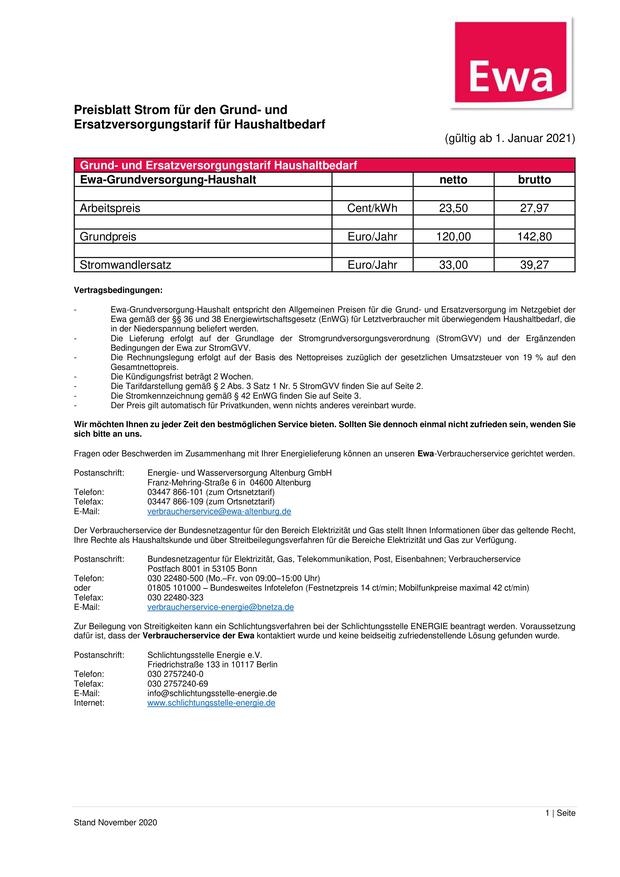 Ewa
Preisblatt Strom für den Grund- und
Ersatzversorgungstarif für Haushaltbedarf
(gültig ab 1. Januar 2021)
Grund- und Ersatzversorgungstarif Haushaltbedarf
Ewa-Grundversorgung-Haushalt netto brutto
Arbeitspreis Cent/kWh 23,50 27,97
Grundpreis Euro/Jahr 120,00 142,80
Stromwandlersatz Euro/Jahr 33,00 39,27
Vertragsbedingungen:
- Ewa-Grundversorgung-Haushalt entspricht den Allgemeinen Preisen für die Grund- und Ersatzversorgung im Netzgebiet der
Ewa gemäß der §§ 36 und 38 Energiewirtschaftsgesetz (EnWG) für Letztverbraucher mit überwiegendem Haushaltbedarf, die
in der Niederspannung beliefert werden.
- Die Lieferung erfolgt auf der Grundlage der Stromgrundversorgungsverordnung (StromGVV) und der Ergänzenden
Bedingungen der Ewa zur StromGVV.
- Die Rechnungslegung erfolgt auf der Basis des Nettopreises zuzüglich der gesetzlichen Umsatzsteuer von 19 % auf den
Gesamtnettopreis.
- Die Kündigungsfrist beträgt 2 Wochen.
- Die Tarifdarstellung gemäß § 2 Abs. 3 Satz 1 Nr. 5 StromGVV finden Sie auf Seite 2.
- Die Stromkennzeichnung gemäß § 42 EnWG finden Sie auf Seite 3.
- Der Preis gilt automatisch für Privatkunden, wenn nichts anderes vereinbart wurde.
Wir möchten Ihnen zu jeder Zeit den bestmöglichen Service bieten. Sollten Sie dennoch einmal nicht zufrieden sein, wenden Sie
sich bitte an uns.
Fragen oder Beschwerden im Zusammenhang mit Ihrer Energielieferung können an unseren Ewa-Verbraucherservice gerichtet werden.
Postanschrift: Energie- und Wasserversorgung Altenburg GmbH
Franz-Mehring-Straße 6 in 04600 Altenburg
Telefon: 03447 866-101 (zum Ortsnetztarif)
Telefax: 03447 866-109 (zum Ortsnetztarif)
E-Mail: verbraucherservice@ewa-altenburg.de
Der Verbraucherservice der Bundesnetzagentur für den Bereich Elektrizität und Gas stellt Ihnen Informationen über das geltende Recht,
Ihre Rechte als Haushaltskunde und über Streitbeilegungsverfahren für die Bereiche Elektrizität und Gas zur Verfügung.
Postanschrift: Bundesnetzagentur für Elektrizität, Gas, Telekommunikation, Post, Eisenbahnen; Verbraucherservice
Postfach 8001 in 53105 Bonn
Telefon: 030 22480-500 (Mo.–Fr. von 09:00–15:00 Uhr)
oder 01805 101000 – Bundesweites Infotelefon (Festnetzpreis 14 ct/min; Mobilfunkpreise maximal 42 ct/min)
Telefax: 030 22480-323
E-Mail: verbraucherservice-energie@bnetza.de
Zur Beilegung von Streitigkeiten kann ein Schlichtungsverfahren bei der Schlichtungsstelle ENERGIE beantragt werden. Voraussetzung
dafür ist, dass der Verbraucherservice der Ewa kontaktiert wurde und keine beidseitig zufriedenstellende Lösung gefunden wurde.
Postanschrift: Schlichtungsstelle Energie e.V.
Friedrichstraße 133 in 10117 Berlin
Telefon: 030 2757240-0
Telefax: 030 2757240-69
E-Mail: info@schlichtungsstelle-energie.de
Internet: www.schlichtungsstelle-energie.de
1 | Seite
Stand November 2020